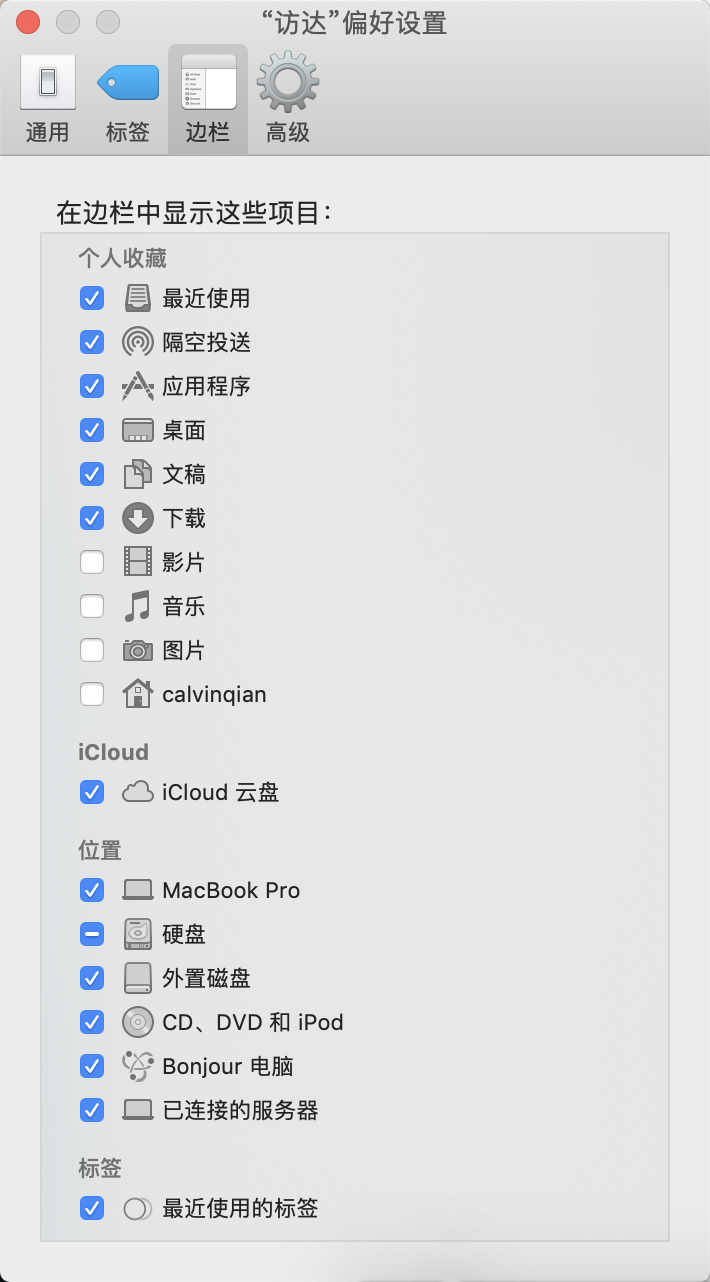 “访达”偏好设置
通用
标签
边栏
高级
在边栏中显示这些项目：
个人收藏
最近使用
隔空投送
应用程序
桌面
文稿
下载
影片
音乐
图片
calvinqian
iCloud
iCloud 云盘
位置
MacBook Pro
硬盘
外置磁盘
CD、DVD 和 iPod
Bonjour 电脑
已连接的服务器
标签
最近使用的标签